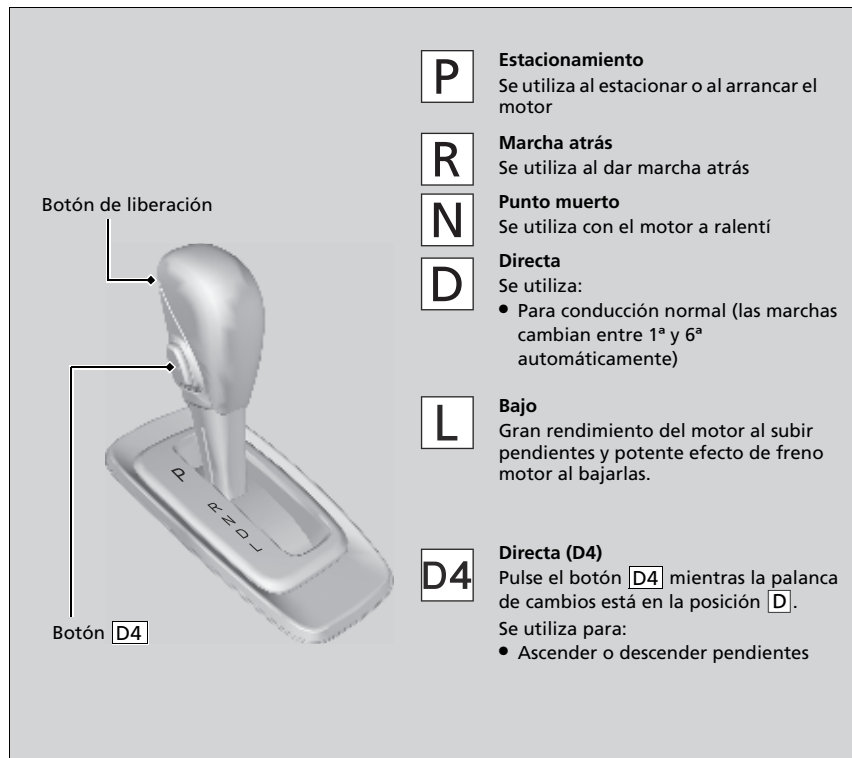 P
Estacionamiento
Se utiliza al estacionar o al arrancar el
motor
R
Marcha atrás
Se utiliza al dar marcha atrás
N
Punto muerto
Se utiliza con el motor a ralentí
D
Directa
Se utiliza:
• Para conducción normal (las marchas
cambian entre 1ª y 6ª
automáticamente)
L
Bajo
Gran rendimiento del motor al subir
pendientes y potente efecto de freno
motor al bajarlas.
D4
Directa (D4)
Pulse el botón D4 mientras la palanca
de cambios está en la posición D.
Se utiliza para:
• Ascender o descender pendientes
Botón de liberación
P
R
N
D
L
Botón D4